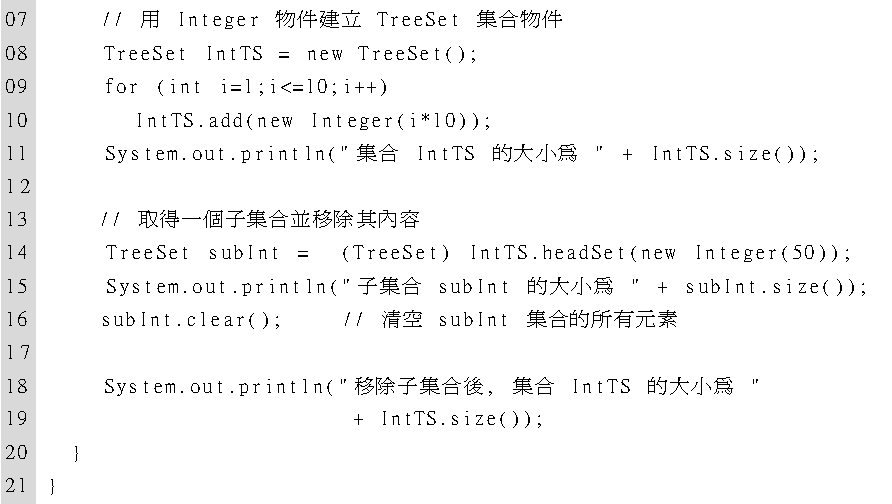 07 // 用 Integer 物件建立 TreeSet 集合物件
08 TreeSet IntTS = new TreeSet();
09 for (int i=1;i<=10;i++)
10 IntTS.add(new Integer(i*10));
11 System.out.println("集合 IntTS 的大小為 " + IntTS.size());
12
13 // 取得一個子集合並移除其內容
14 TreeSet subInt = (TreeSet) IntTS.headSet(new Integer(50));
15 System.out.println("子集合 subInt 的大小為 " + subInt.size());
16 subInt.clear(); // 清空 subInt 集合的所有元素
17
18 System.out.println("移除子集合後, 集合 IntTS 的大小為 "
19 + IntTS.size());
20 }
21 }